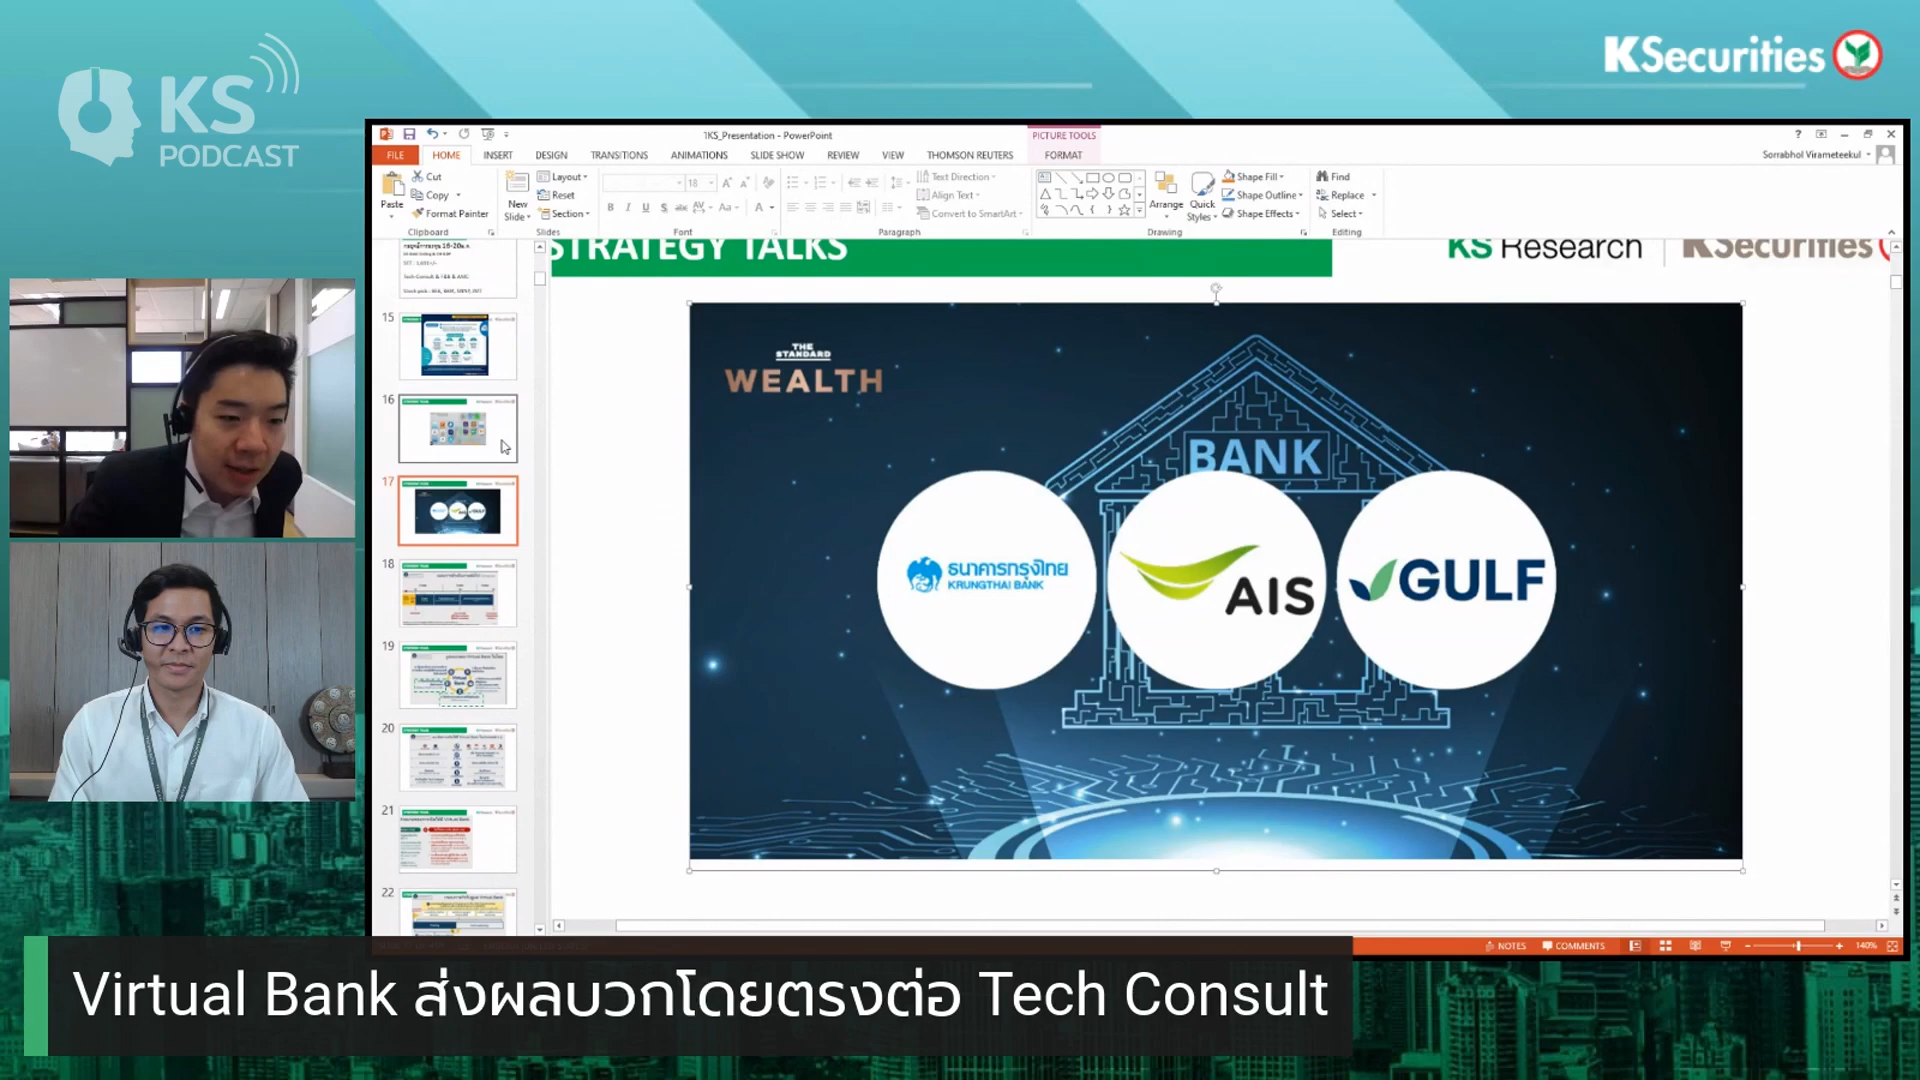 KS
PODCAST
KSecurities
1KS_Presentation - PowerPoint
PICTURE TOOLS
FILE
HOME
INSERT
DESIGN
TRANSITIONS
ANIMATIONS
SLIDE SHOW
REVIEW
VIEW
THOMSON REUTERS
FORMAT
Sorrabhol Virameteekul
Paste
Cut
Copy
Format Painter
Clipboard
New
Slide
Layout
Reset
Section
Slides
18
Font
Paragraph
Text Direction
Align Text
Convert to SmartArt
Arrange
Quick
Styles
Shape Fill
Shape Outline
Shape Effects
Drawing
Find
Replace
Select
Editing
STRATEGY TALKS
KS Research
KSecurities
15
16
17
18
19
20
21
22
THE
STANDARD
WEALTH
BANK
ธนาคารกรุงไทย
KRUNGTHAI BANK
AIS
GULF
NOTES
COMMENTS
140%
Virtual Bank ส่งผลบวกโดยตรงต่อ Tech Consult